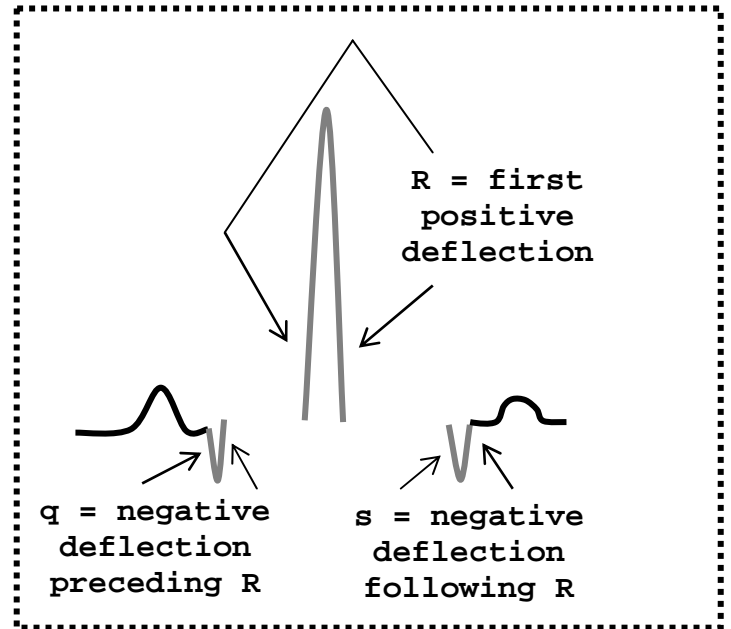 R = first
positive
deflection
q = negative
deflection
preceding R
s = negative
deflection
following R